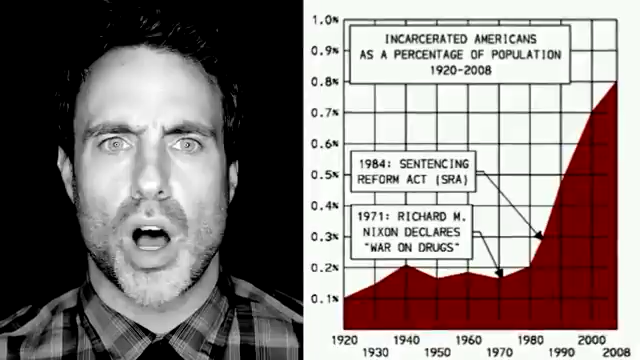 INCARCERATED AMERICANS
AS A PERCENTAGE OF POPULATION
1920-2008
1.0%
0.9%
0.8%
0.7%
0.6%
0.5%
0.4%
0.3%
0.2%
0.1%
1984: SENTENCING
REFORM ACT (SRA)
1971: RICHARD M.
NIXON DECLARES
"WAR ON DRUGS"
1920 1940 1960 1980 2000
1930 1950 1970 1990 2008